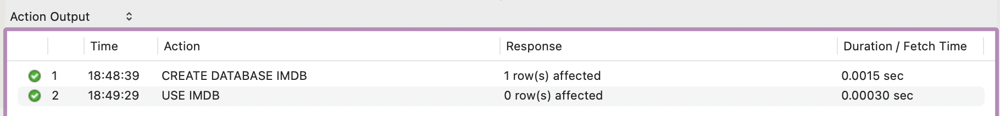 Action Output
Time Action Response Duration / Fetch Time
1 18:48:39 CREATE DATABASE IMDB 1 row(s) affected 0.0015 sec
2 18:49:29 USE IMDB 0 row(s) affected 0.00030 sec